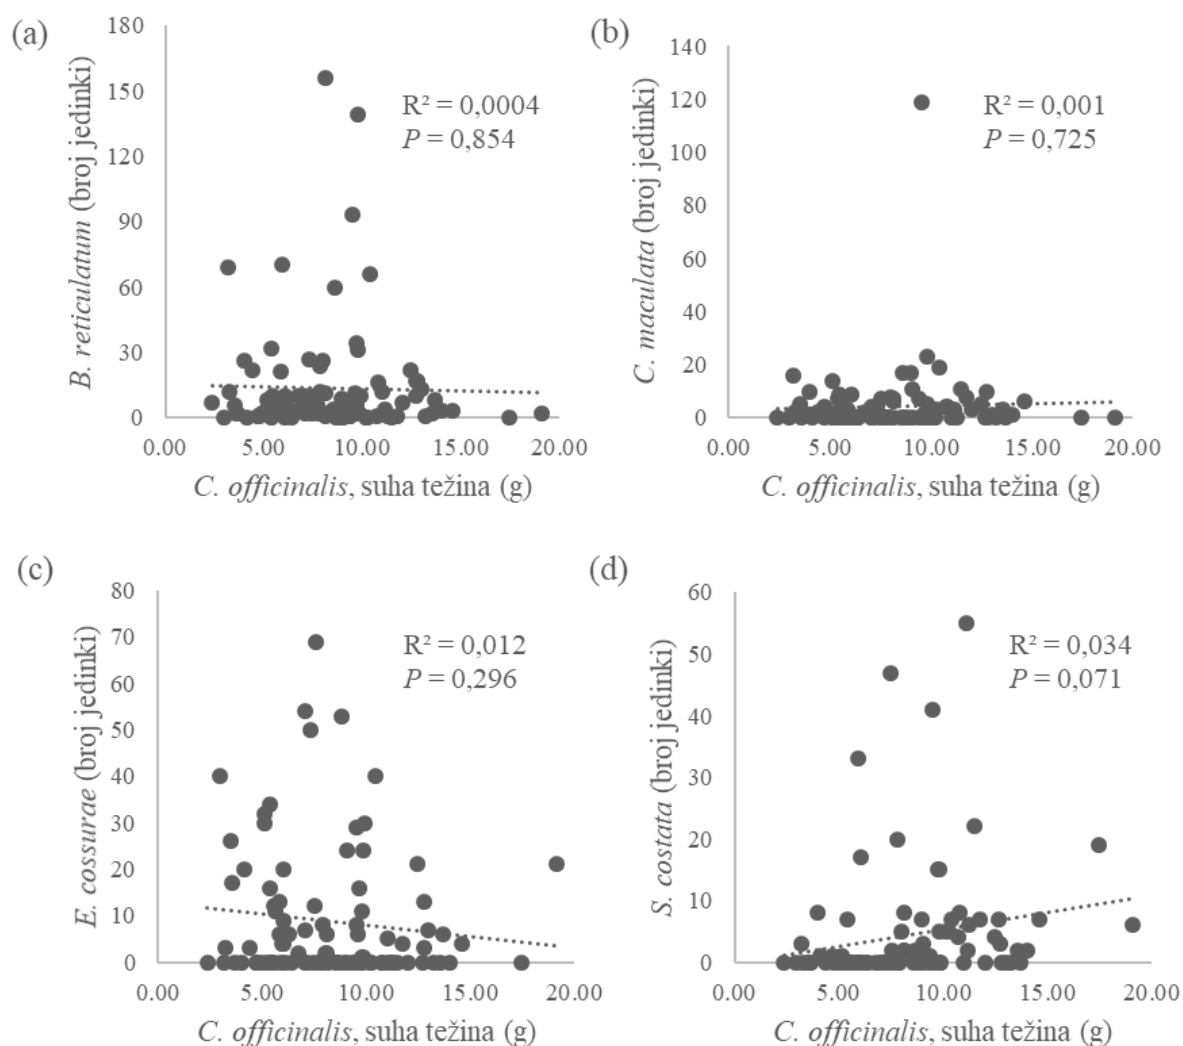 (a)
B. reticulatum (broj jedinki)
180
150
120
90
60
30
0
R² = 0,0004
P = 0,854
0.00 5.00 10.00 15.00 20.00
C. officinalis, suha težina (g)
(b)
C. maculata (broj jedinki)
140
120
100
80
60
40
20
0
R² = 0,001
P = 0,725
0.00 5.00 10.00 15.00 20.00
C. officinalis, suha težina (g)
(c)
E. cossurae (broj jedinki)
80
70
60
50
40
30
20
10
0
R² = 0,012
P = 0,296
0.00 5.00 10.00 15.00 20.00
C. officinalis, suha težina (g)
(d)
S. costata (broj jedinki)
60
50
40
30
20
10
0
R² = 0,034
P = 0,071
0.00 5.00 10.00 15.00 20.00
C. officinalis, suha težina (g)